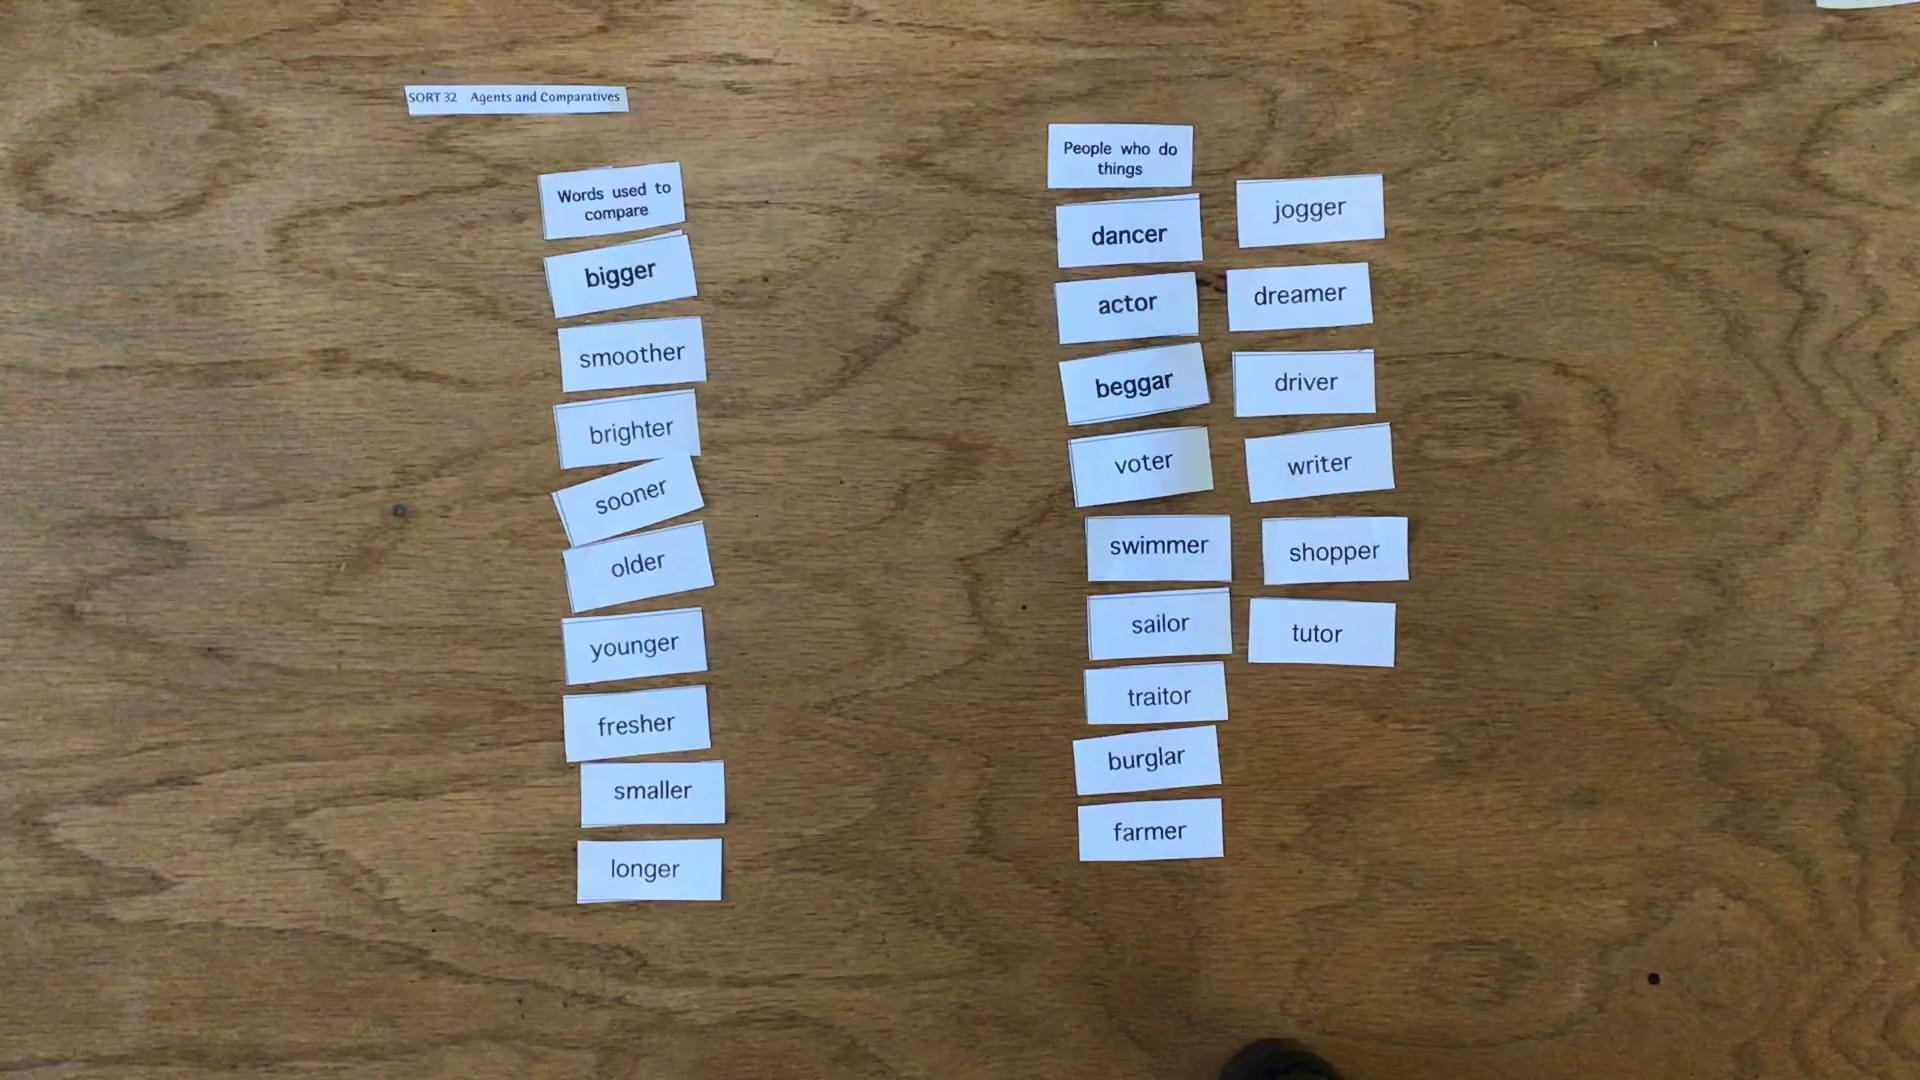 SORT 32 Agents and Comparatives
Words used to
compare
bigger
smoother
brighter
sooner
older
younger
fresher
smaller
longer
People who do
things
dancer
actor
beggar
voter
swimmer
sailor
traitor
burglar
farmer
jogger
dreamer
driver
writer
shopper
tutor